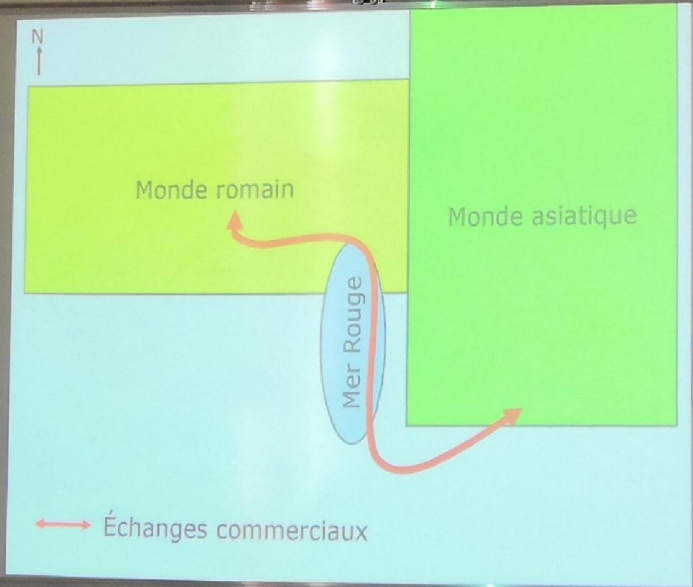 N
Monde romain
Monde asiatique
Mer Rouge
Échanges commerciaux